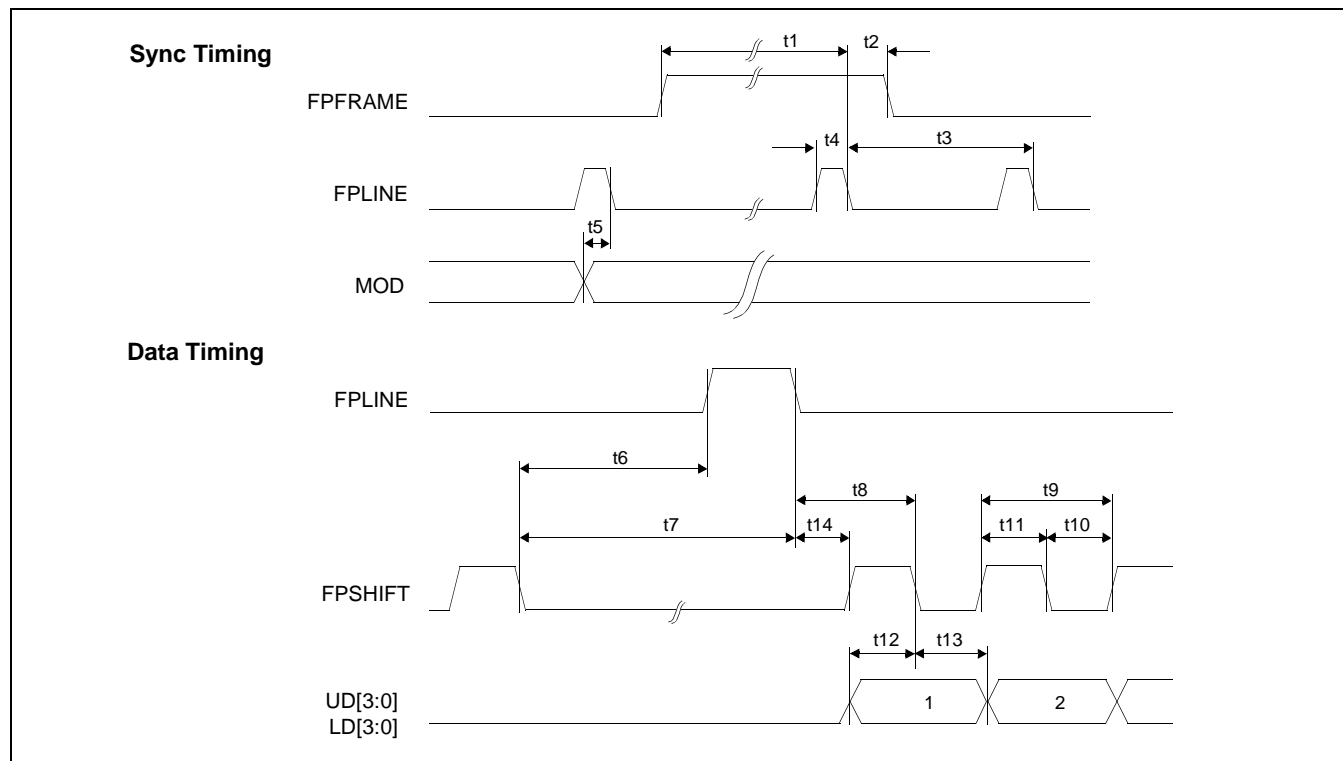 Sync Timing
t1
t2
FPFRAME
t4
t3
FPLINE
t5
MOD
Data Timing
FPLINE
t6
t8
t9
t7
t14
t11
t10
FPSHIFT
t12
t13
UD[3:0]
LD[3:0]
1
2